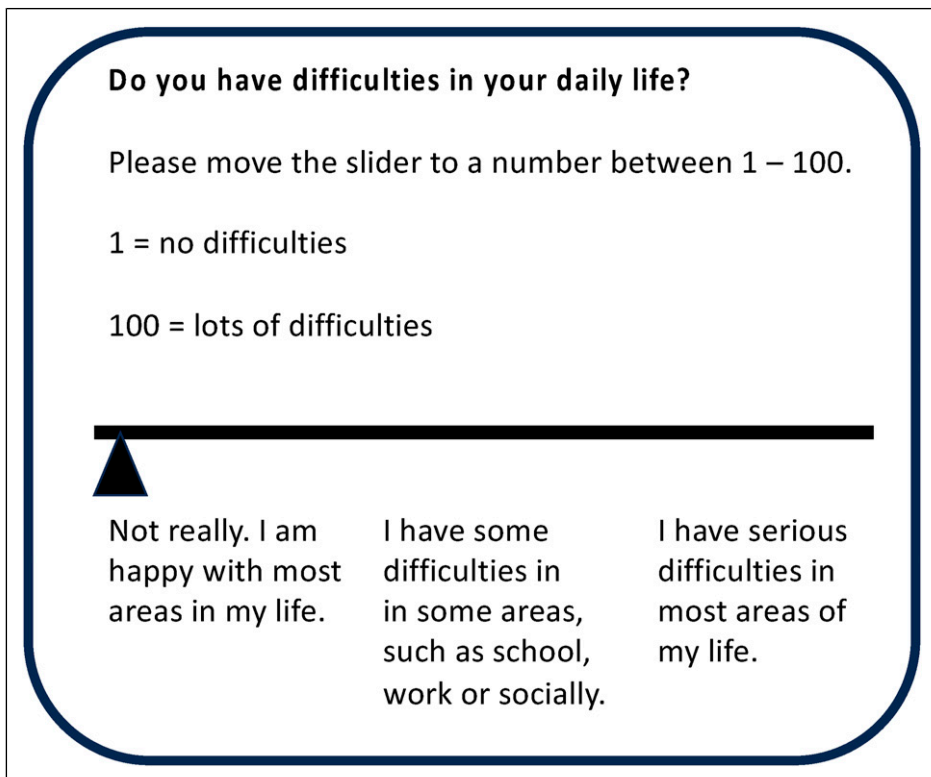 Do you have difficulties in your daily life?
Please move the slider to a number between 1 – 100.
1 = no difficulties
100 = lots of difficulties
Not really. I am
happy with most
areas in my life.
I have some
difficulties in
in some areas,
such as school,
work or socially.
I have serious
difficulties in
most areas of
my life.